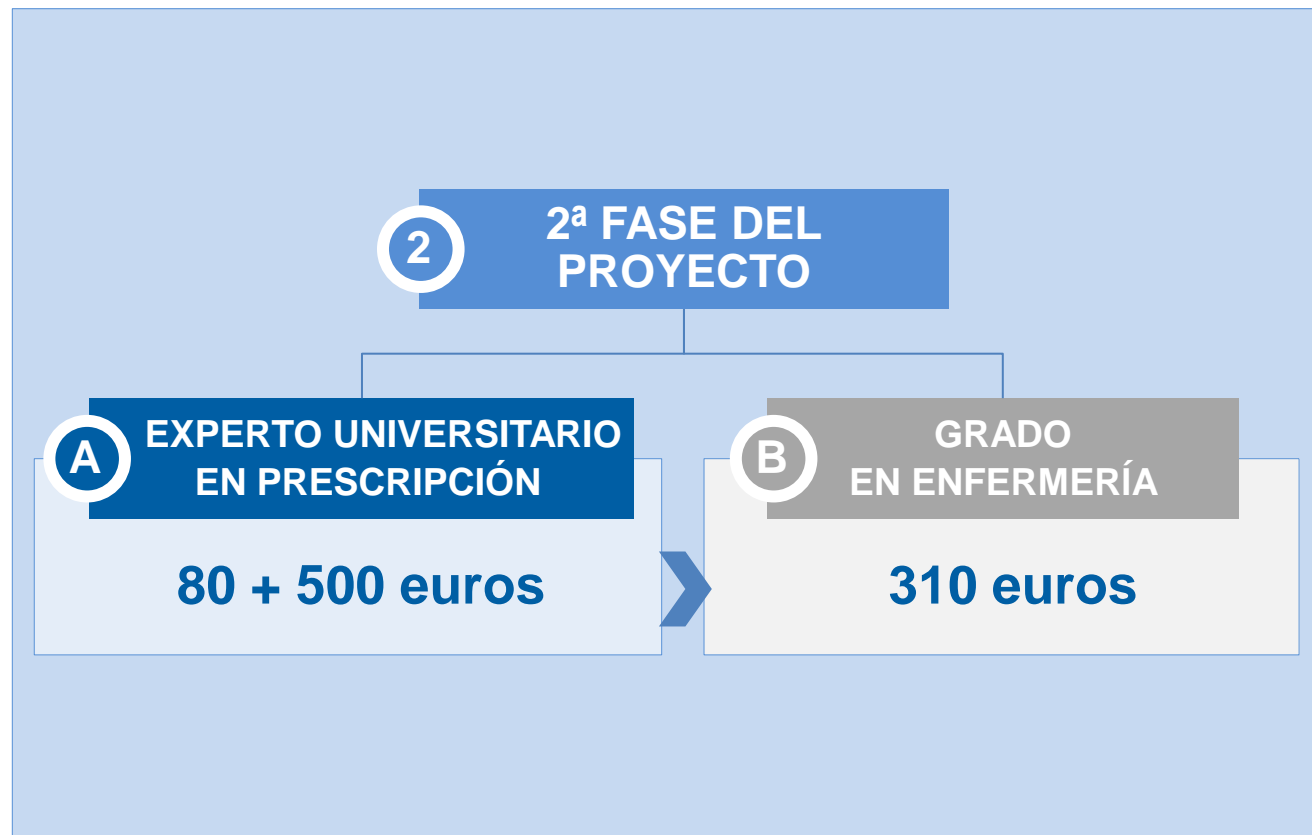 2
2ª FASE DEL
PROYECTO
A
EXPERTO UNIVERSITARIO
EN PRESCRIPCIÓN
80 + 500 euros
B
GRADO
EN ENFERMERÍA
310 euros